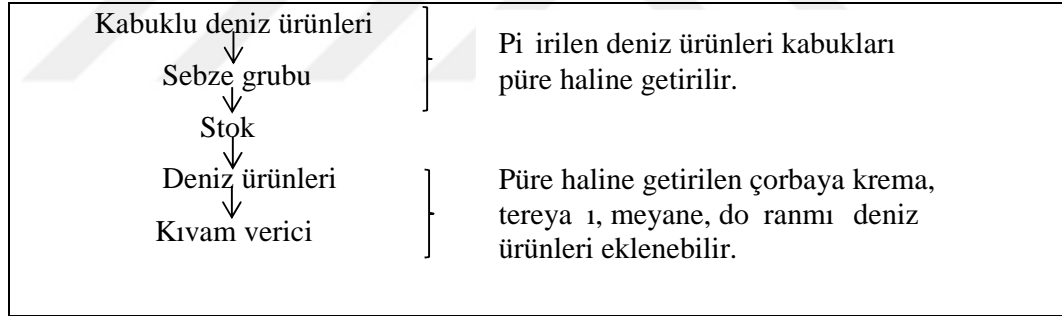 Kabuklu deniz ürünleri
Sebze grubu
Stok
Deniz ürünleri
Kıvam verici
Pi irilen deniz ürünleri kabukları
püre haline getirilir.
Püre haline getirilen çorbaya krema,
tereya ı, meyane, do ranmı deniz
ürünleri eklenebilir.